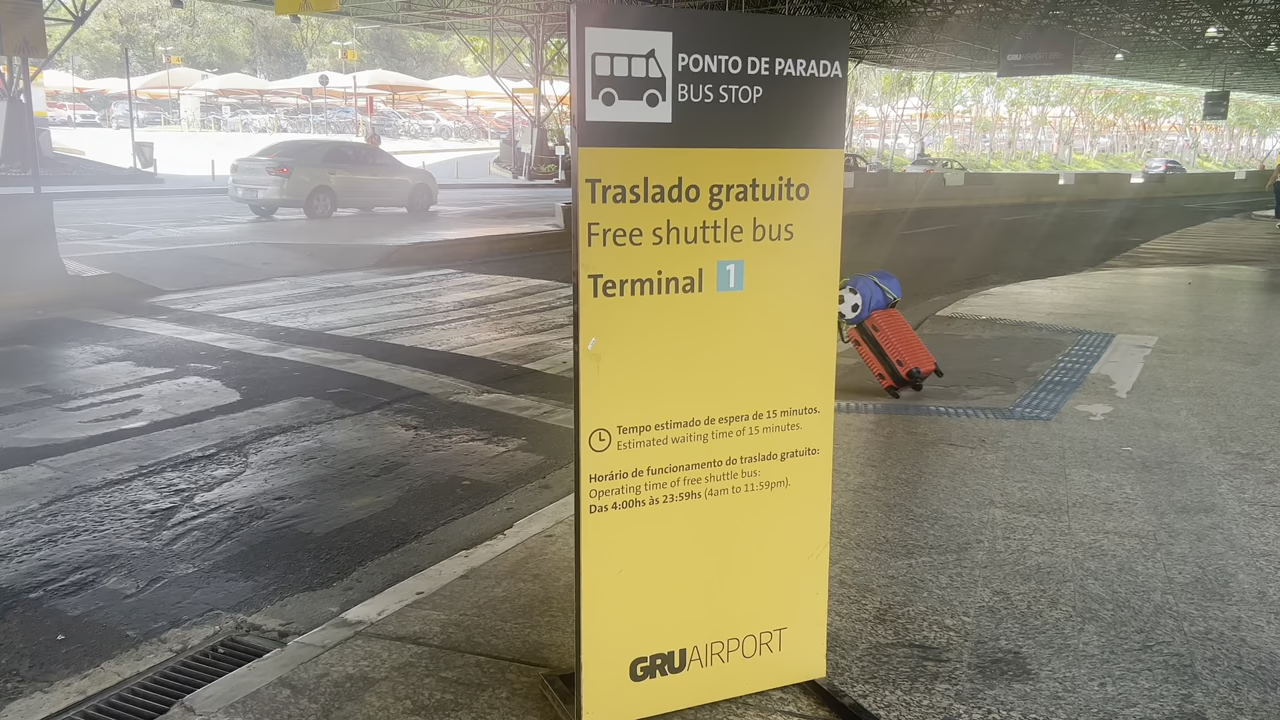 PONTO DE PARADA
BUS STOP
Traslado gratuito
Free shuttle bus
Terminal 1
Tempo estimado de espera de 15 minutos.
Estimated waiting time of 15 minutes.
Horário de funcionamento do traslado gratuito:
Operating time of free shuttle bus:
Das 4:00hs às 23:59hs (4am to 11:59pm).
GRUAIRPORT